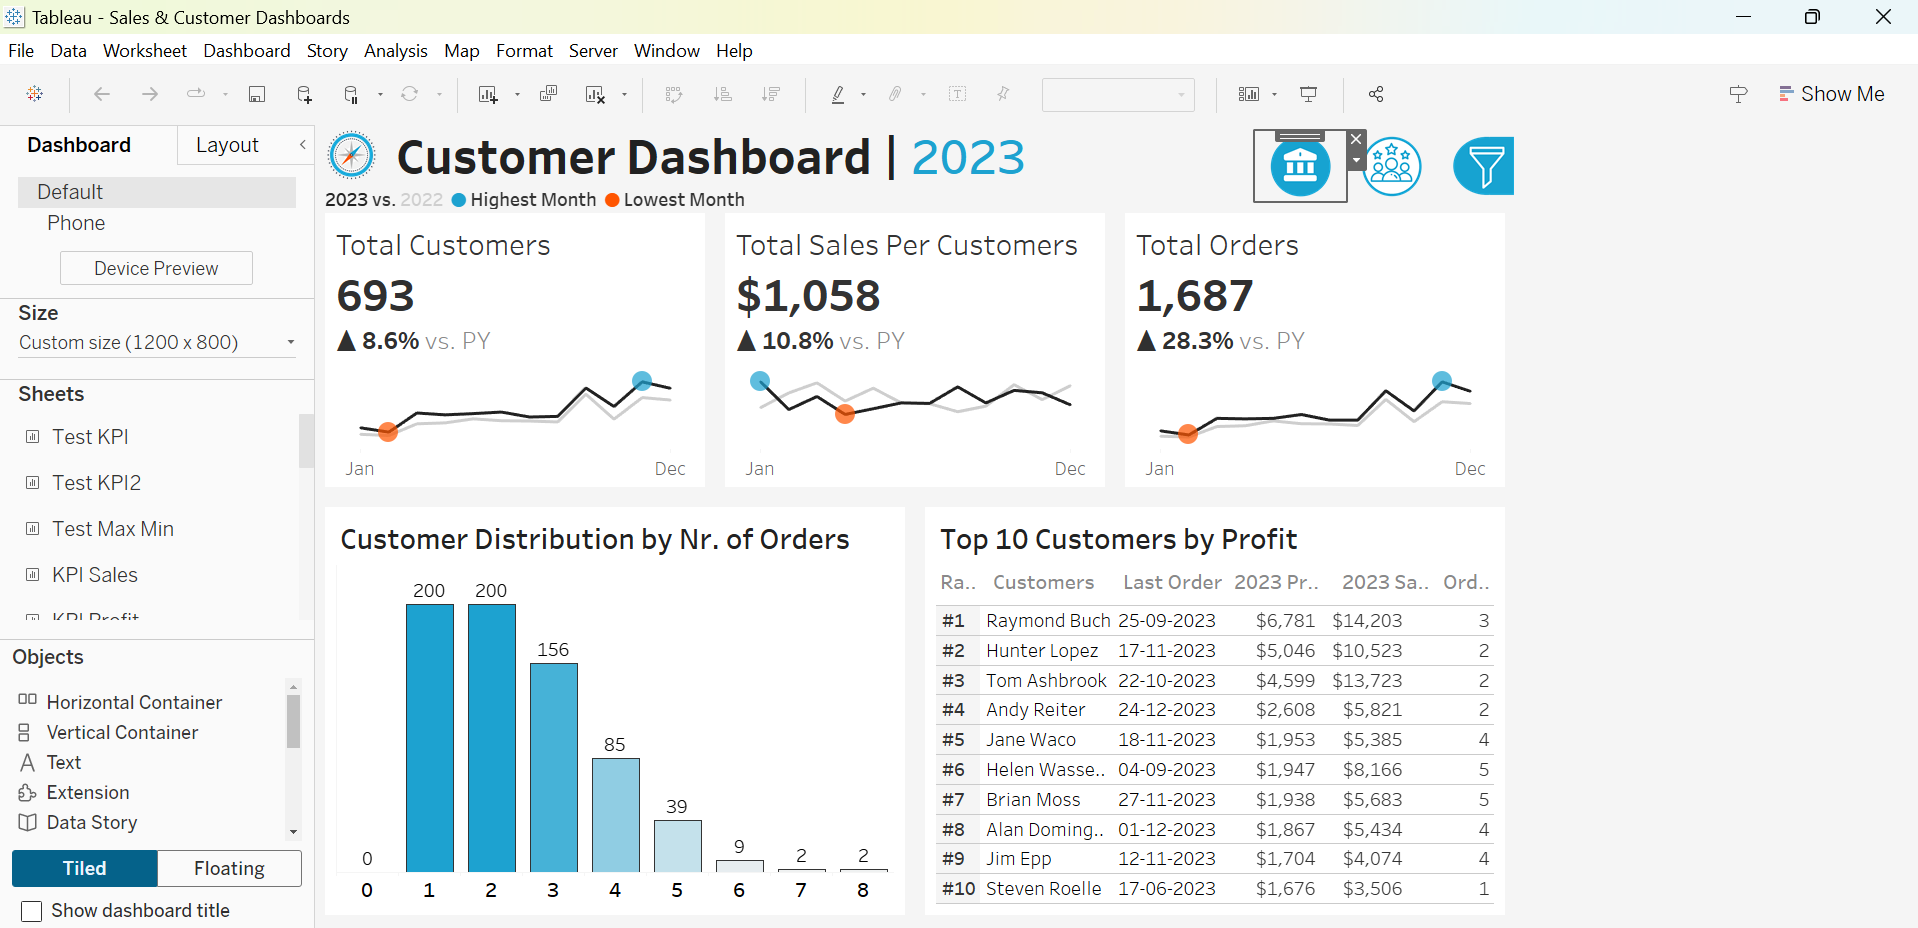 Tableau - Sales & Customer Dashboards
File Data Worksheet Dashboard Story Analysis Map Format Server Window Help
Show Me
Dashboard Layout
Default
Phone
Device Preview
Size
Custom size (1200 x 800)
Sheets
Test KPI
Test KPI2
Test Max Min
KPI Sales
KPI Profit
Objects
Horizontal Container
Vertical Container
Text
Extension
Data Story
Tiled Floating
Show dashboard title
Customer Dashboard | 2023
2023 vs. 2022 Highest Month Lowest Month
Total Customers
693
▲ 8.6% vs. PY
Jan Dec
Total Sales Per Customers
$1,058
▲ 10.8% vs. PY
Jan Dec
Total Orders
1,687
▲ 28.3% vs. PY
Jan Dec
Customer Distribution by Nr. of Orders
0 200 200 156 85 39 9 2 2
0 1 2 3 4 5 6 7 8
Top 10 Customers by Profit
Ra.. Customers Last Order 2023 Pr.. 2023 Sa.. Ord..
#1 Raymond Buch 25-09-2023 $6,781 $14,203 3
#2 Hunter Lopez 17-11-2023 $5,046 $10,523 2
#3 Tom Ashbrook 22-10-2023 $4,599 $13,723 2
#4 Andy Reiter 24-12-2023 $2,608 $5,821 2
#5 Jane Waco 18-11-2023 $1,953 $5,385 4
#6 Helen Wasse.. 04-09-2023 $1,947 $8,166 5
#7 Brian Moss 27-11-2023 $1,938 $5,683 5
#8 Alan Doming.. 01-12-2023 $1,867 $5,434 4
#9 Jim Epp 12-11-2023 $1,704 $4,074 4
#10 Steven Roelle 17-06-2023 $1,676 $3,506 1